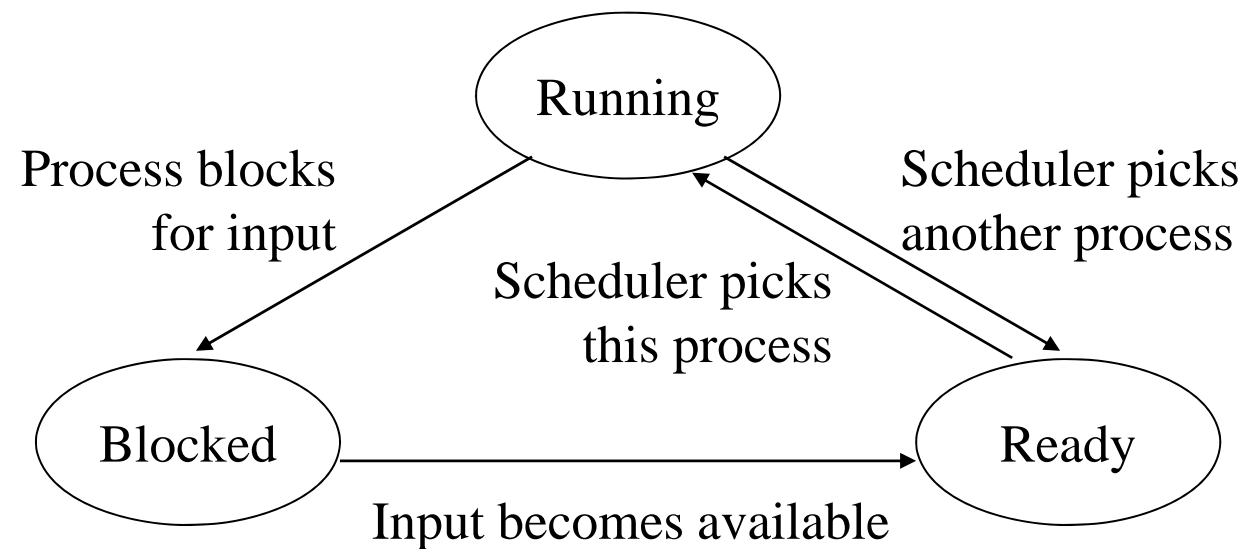 Running
Process blocks
for input
Scheduler picks
another process
Scheduler picks
this process
Blocked
Ready
Input becomes available